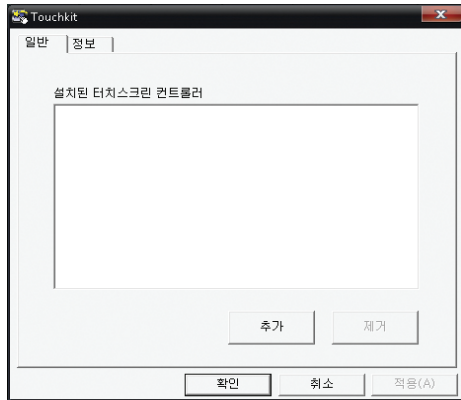 Touchkit
일반 정보
설치된 터치스크린 컨트롤러
추가 제거
확인 취소 적용(A)